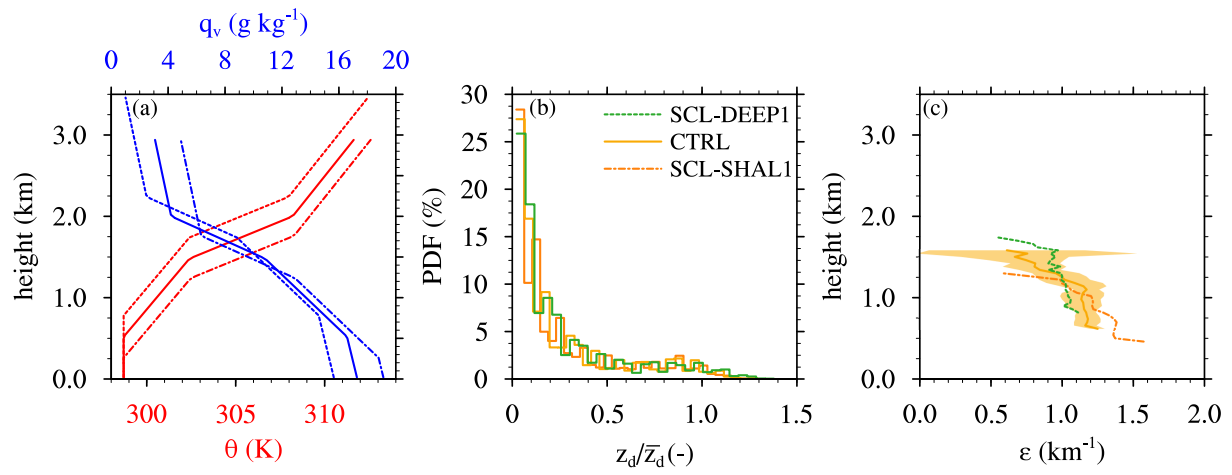 q_v (g kg⁻¹)
0 4 8 12 16 20
(a)
height (km)
3.0
2.0
1.0
0.0
300 305 310
θ (K)
(b)
SCL-DEEP1
CTRL
SCL-SHAL1
PDF (%)
30
25
20
15
10
5
0
0 0.5 1.0 1.5
z_d/z̄_d(-)
(c)
height (km)
3.0
2.0
1.0
0.0
0 0.5 1.0 1.5 2.0
ε (km⁻¹)